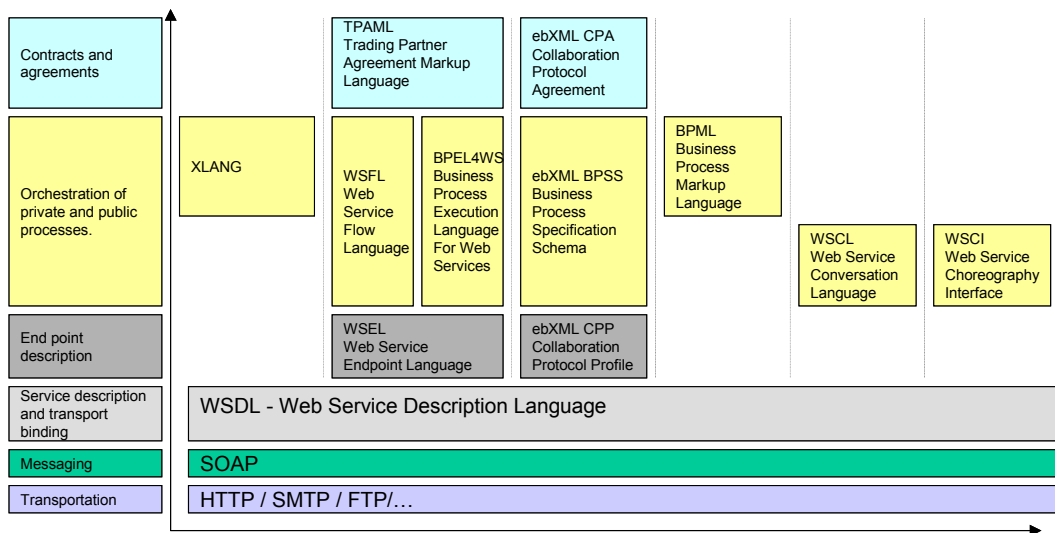 Contracts and
agreements
TPAML
Trading Partner
Agreement Markup
Language
ebXML CPA
Collaboration
Protocol
Agreement
Orchestration of
private and public
processes.
XLANG
WSFL
Web
Service
Flow
Language
BPEL4WS
Business
Process
Execution
Language
For Web
Services
ebXML BPSS
Business
Process
Specification
Schema
BPML
Business
Process
Markup
Language
WSCL
Web Service
Conversation
Language
WSCI
Web Service
Choreography
Interface
End point
description
WSEL
Web Service
Endpoint Language
ebXML CPP
Collaboration
Protocol Profile
Service description
and transport
binding
WSDL - Web Service Description Language
Messaging
SOAP
Transportation
HTTP / SMTP / FTP/…